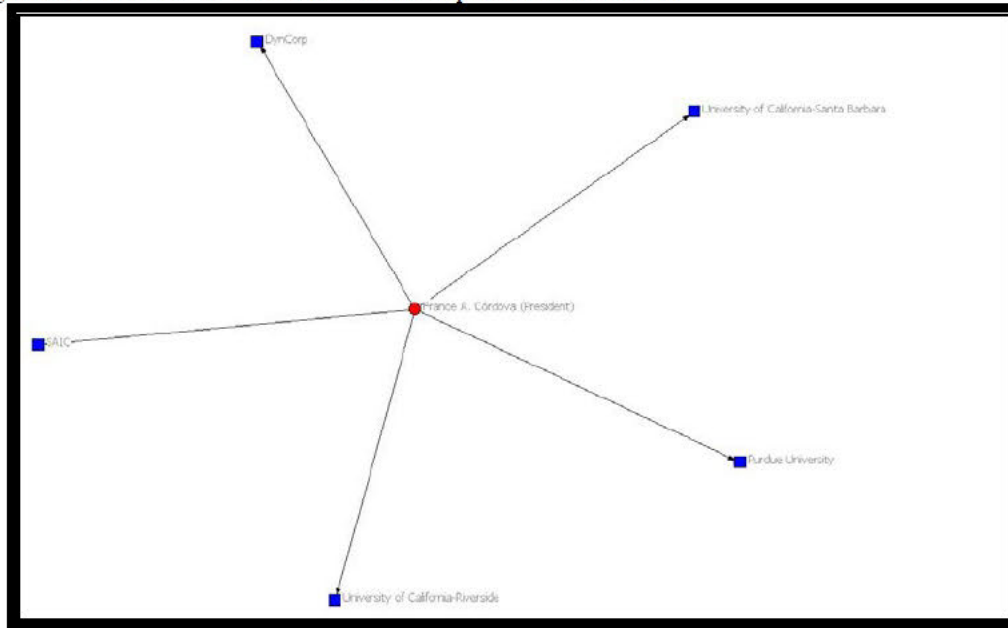 DynCorp
University of California-Santa Barbara
France A. Córdova (President)
SAIC
Purdue University
University of California-Riverside